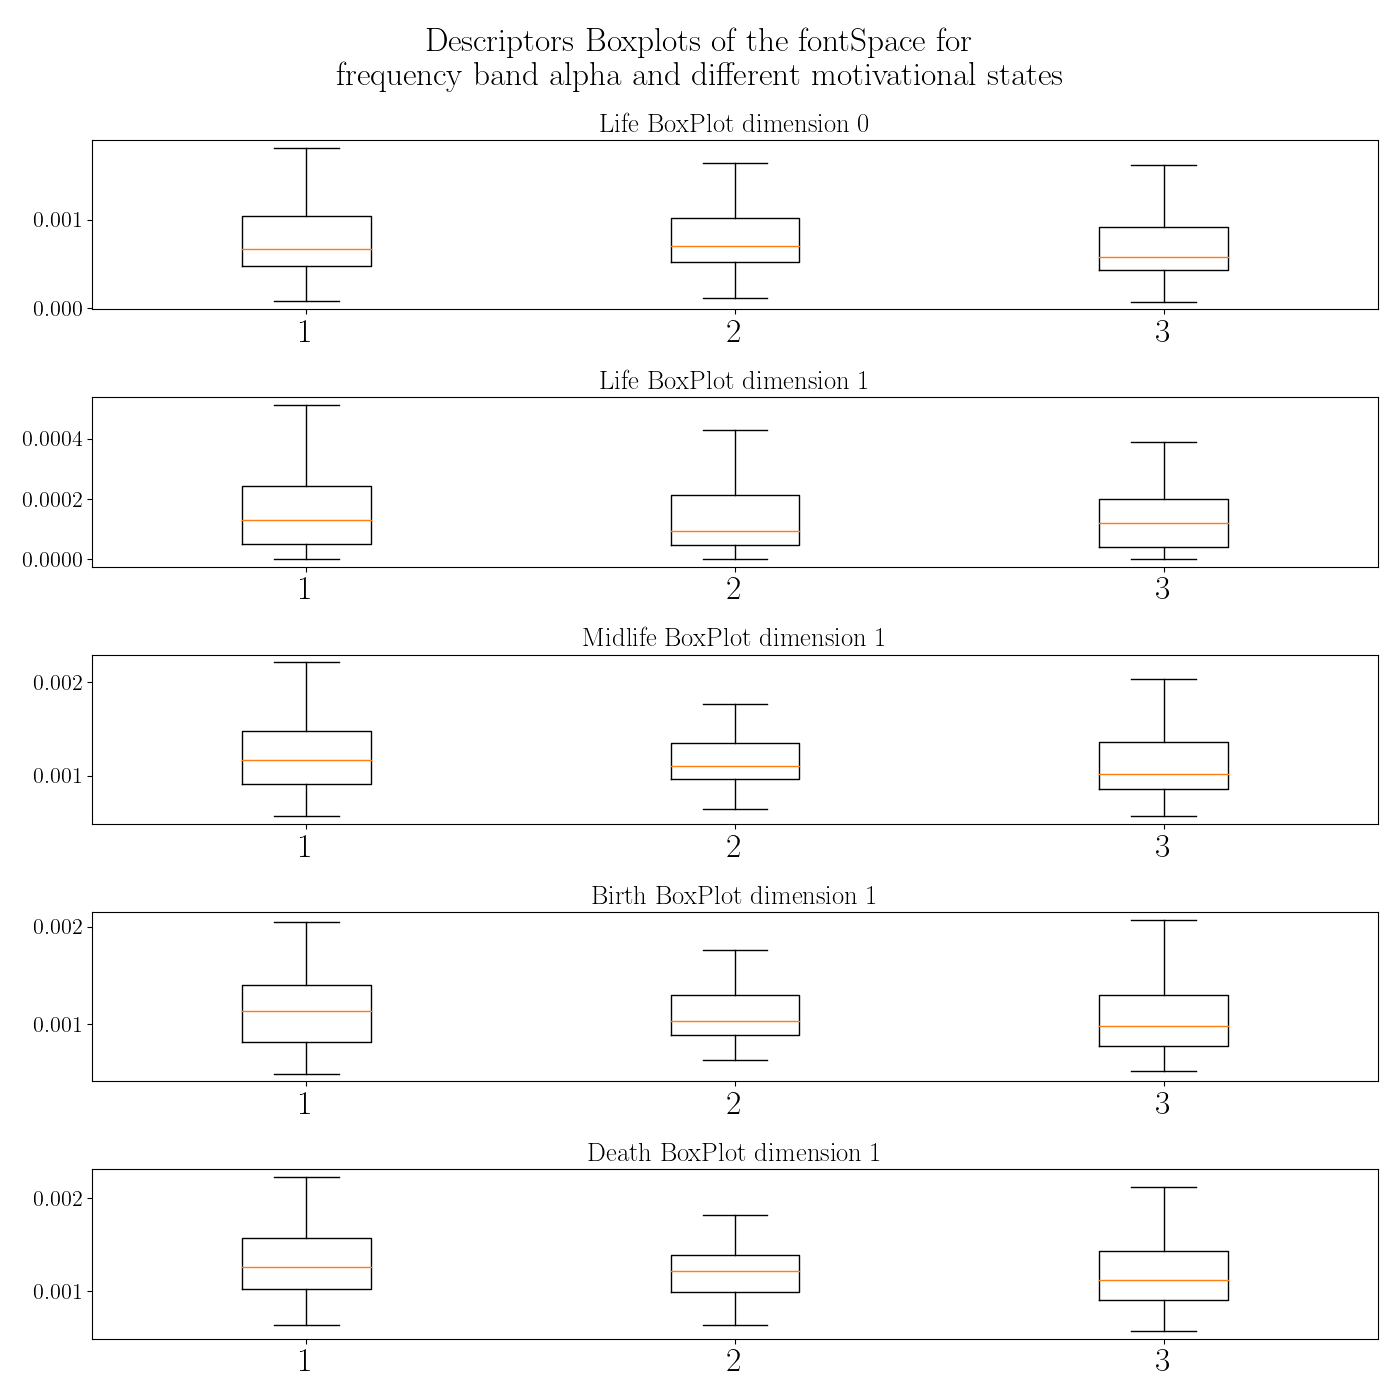 Descriptors Boxplots of the fontSpace for
frequency band alpha and different motivational states
Life BoxPlot dimension 0
0.001
0.000
1 2 3
Life BoxPlot dimension 1
0.0004
0.0002
0.0000
1 2 3
Midlife BoxPlot dimension 1
0.002
0.001
1 2 3
Birth BoxPlot dimension 1
0.002
0.001
1 2 3
Death BoxPlot dimension 1
0.002
0.001
1 2 3